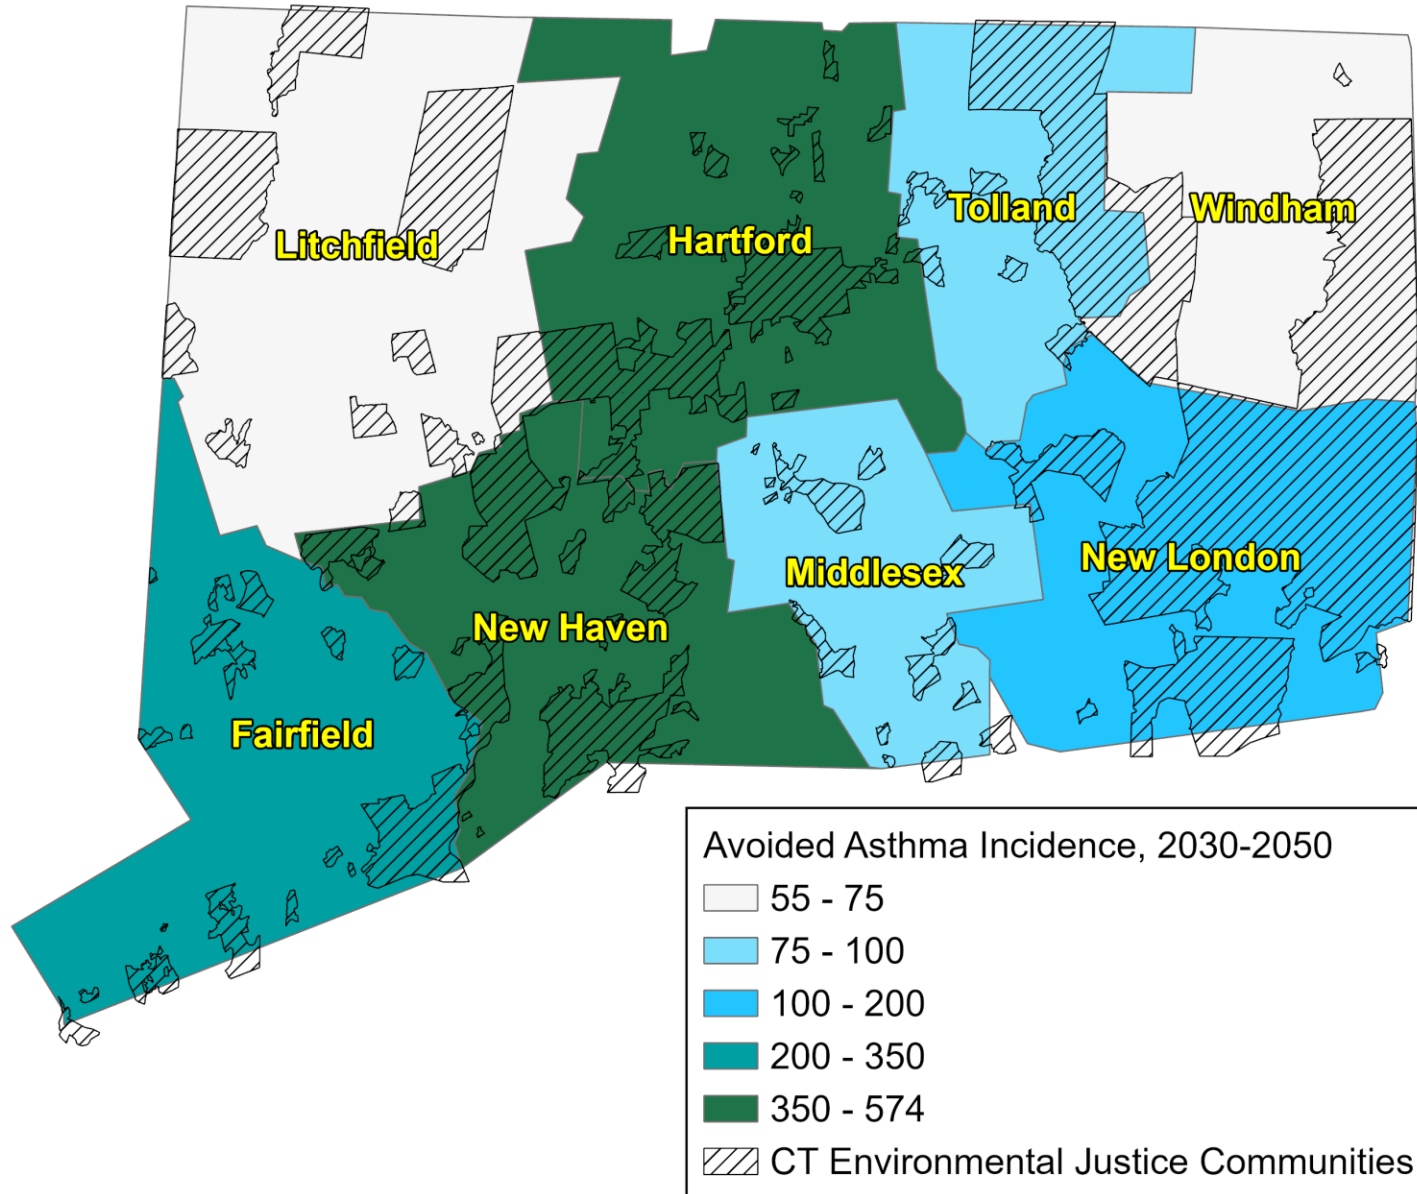 Tolland
Windham
Litchfield
Hartford
New London
Middlesex
New Haven
Fairfield
Avoided Asthma Incidence, 2030-2050
55 - 75
75 - 100
100 - 200
200 - 350
350 - 574
CT Environmental Justice Communities